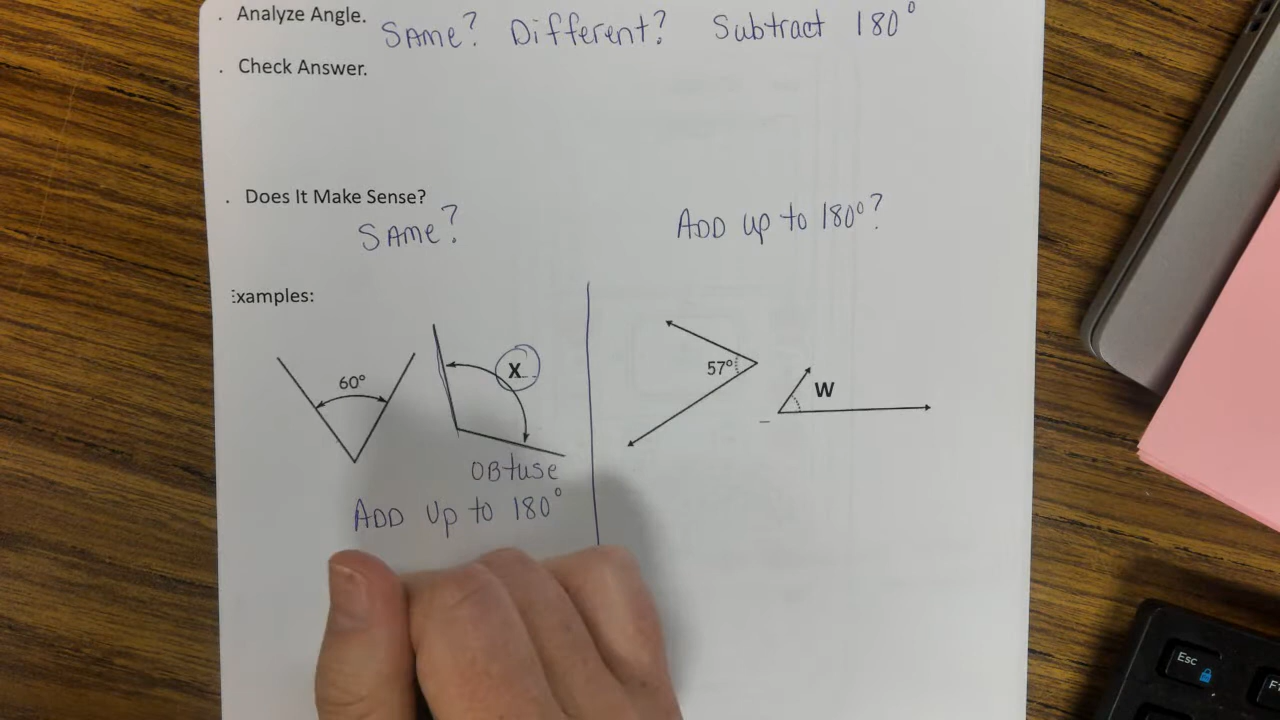 . Analyze Angle. SAme? Different? Subtract 180°
. Check Answer.
. Does It Make Sense?
SAme? ADD up to 180°?
Examples:
60° X 57° W
OBtuse
ADD Up to 180°
Esc